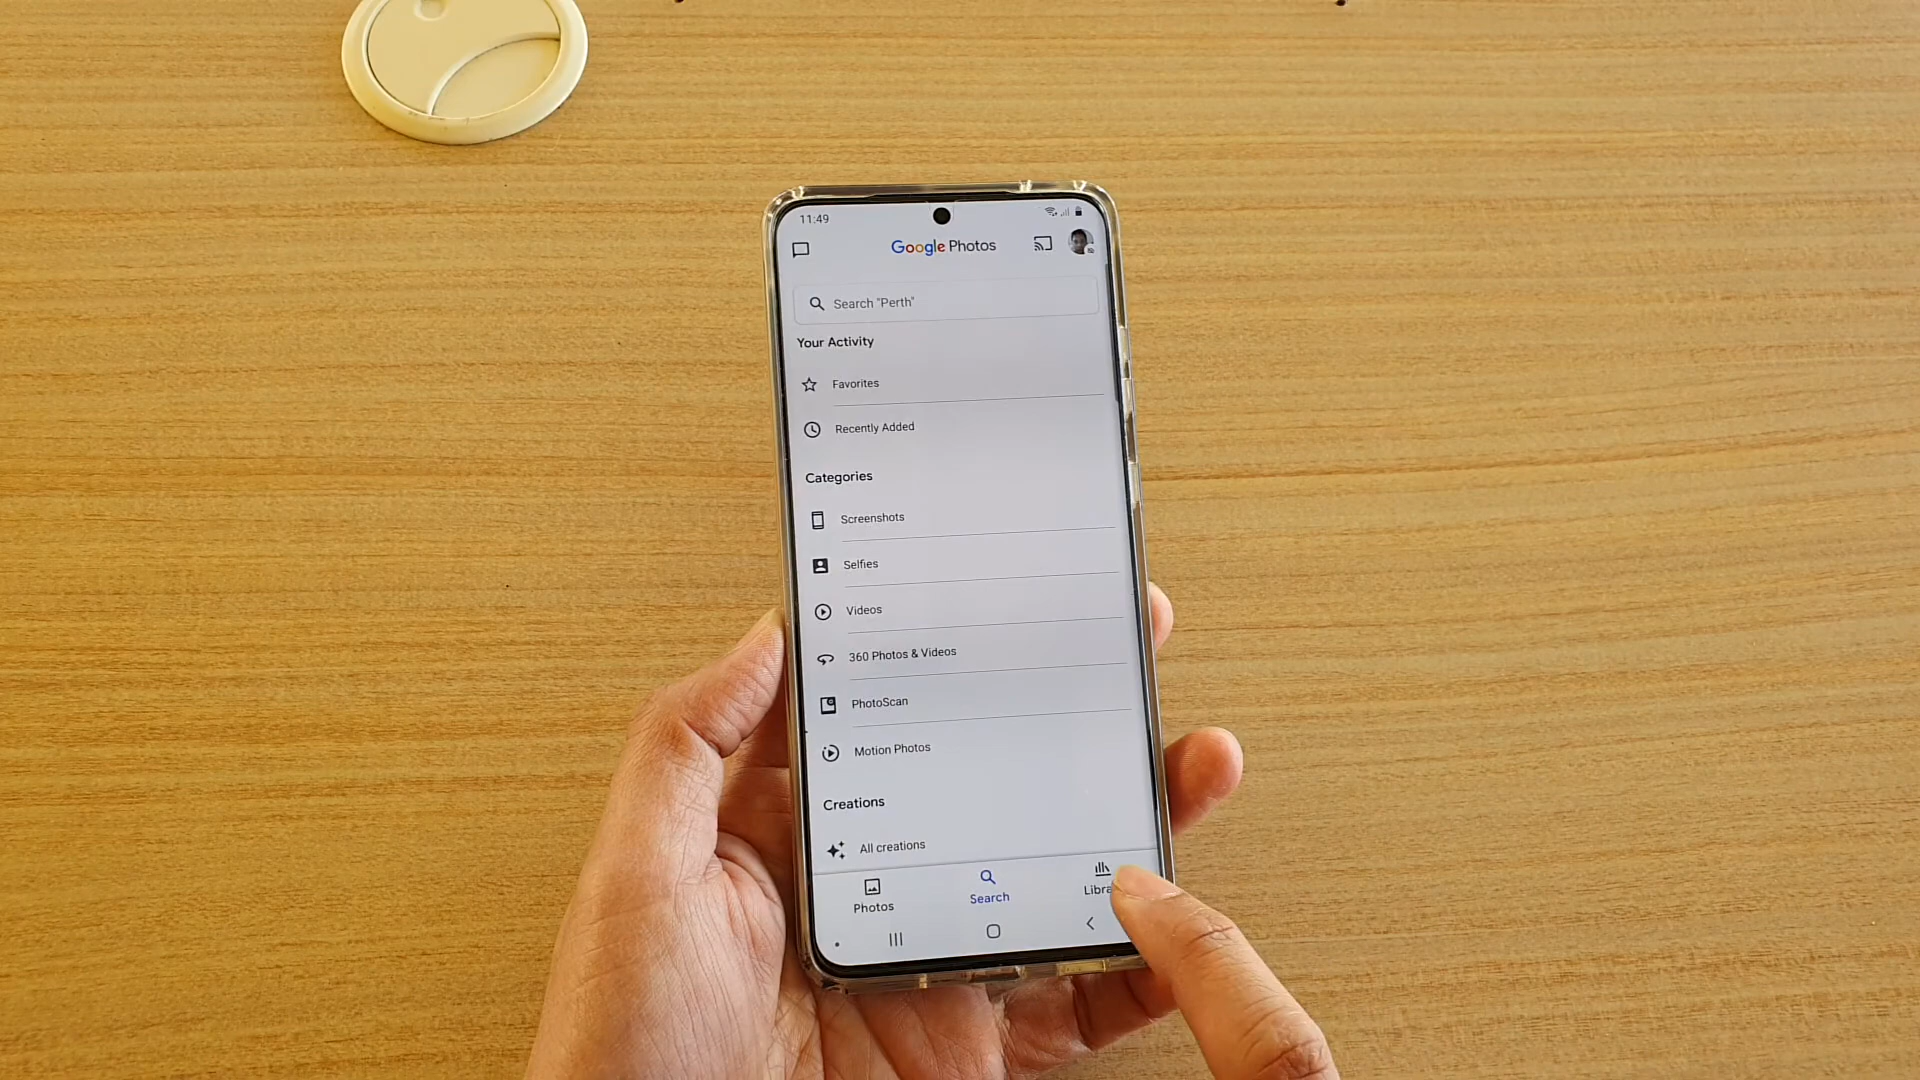 11:49
Google Photos
Search "Perth"
Your Activity
Favorites
Recently Added
Categories
Screenshots
Selfies
Videos
360 Photos & Videos
PhotoScan
Motion Photos
Creations
All creations
Photos
Search
Libra